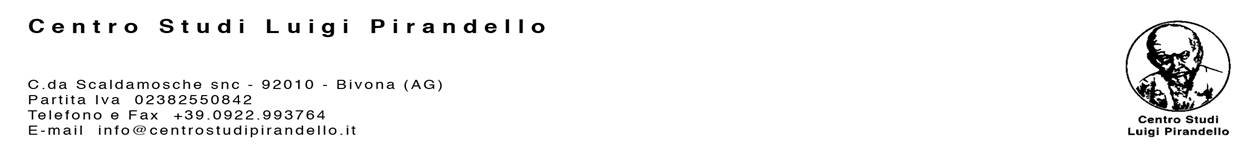 Centro Studi Luigi Pirandello
C.da Scaldamosche snc - 92010 - Bivona (AG)
Partita Iva 02382550842
Telefono e Fax +39.0922.993764
E-mail info@centrostudipirandello.it
Centro Studi
Luigi Pirandello